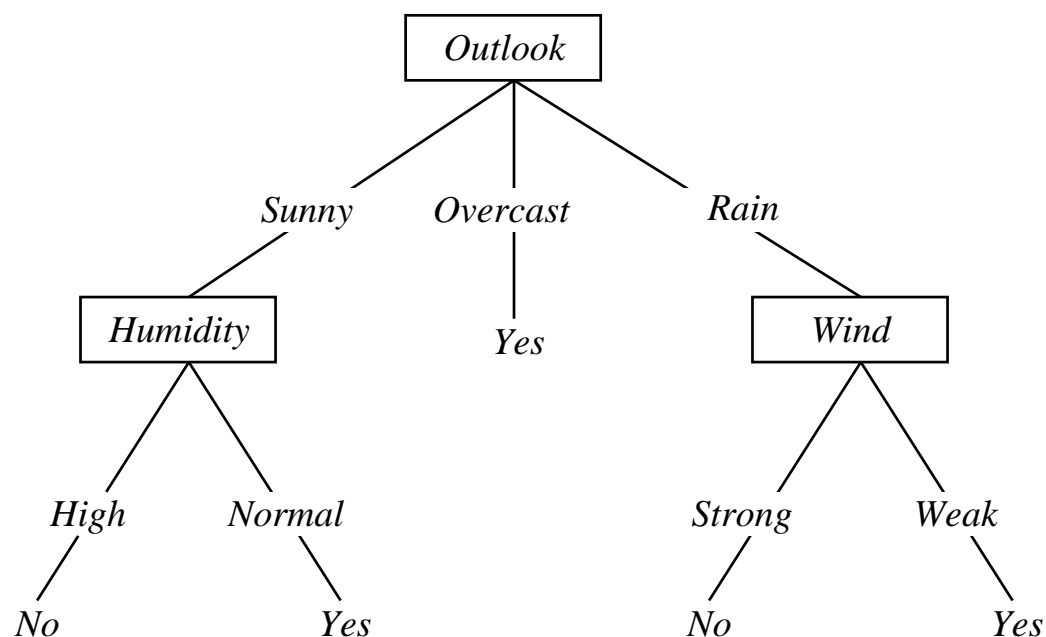 Outlook
Sunny Overcast Rain
Humidity Yes Wind
High Normal Strong Weak
No Yes No Yes